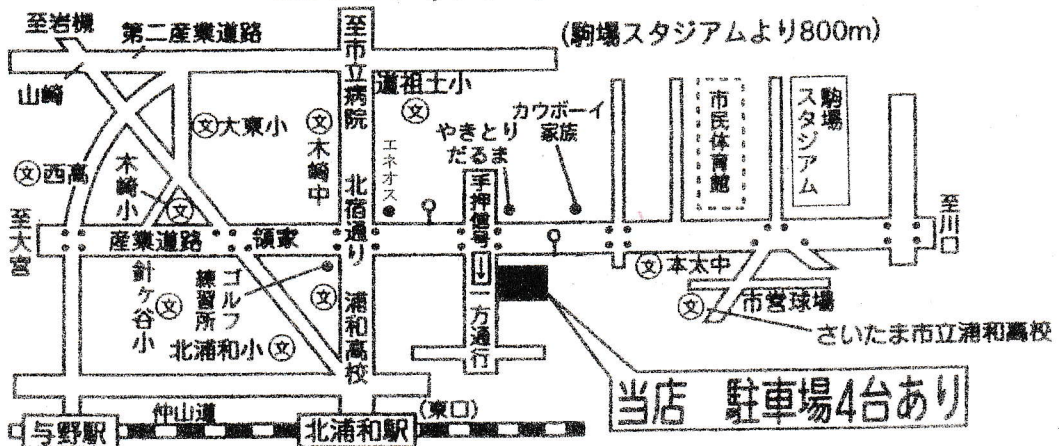 至岩槻
第二産業道路
至市立病院
(駒場スタジアムより800m)
山崎
道祖土小
文
カウボーイ
家族
やきとり
だるま
市民体育館
駒場
スタジアム
文大東小
文
木崎中
エネオス
文西高
木崎小
文
北宿通り
手押信号
至大宮
至川口
産業道路
領家
針ヶ谷小
文
ゴルフ
練習所
文
浦和高校
↓
一方通行
文本太中
文
市営球場
さいたま市立浦和高校
北浦和小文
当店 駐車場4台あり
仲山道
(東口)
与野駅
北浦和駅